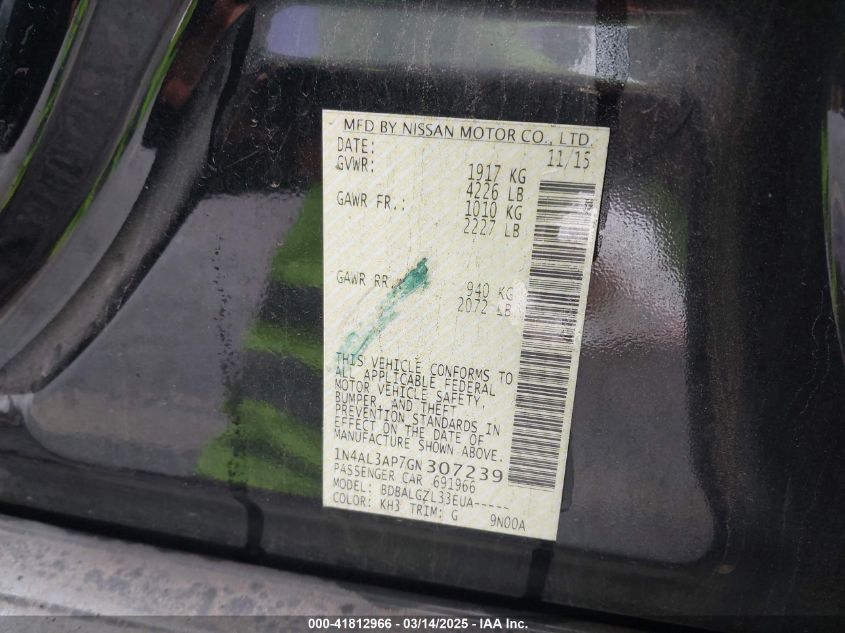 MFD BY NISSAN MOTOR CO., LTD.
DATE: 11/15
GVWR: 1917 KG
4226 LB
GAWR FR.: 1010 KG
2227 LB
GAWR RR. 940 KG
2072 LB
THIS VEHICLE CONFORMS TO
ALL APPLICABLE FEDERAL
MOTOR VEHICLE SAFETY,
BUMPER, AND THEFT
PREVENTION STANDARDS IN
EFFECT ON THE DATE OF
MANUFACTURE SHOWN ABOVE.
1N4AL3AP7GN307239
PASSENGER CAR 691966
MODEL: BDBALGZL33EUA-----
COLOR: KH3 TRIM: G 9N00A
000-41812966 - 03/14/2025 - IAA Inc.